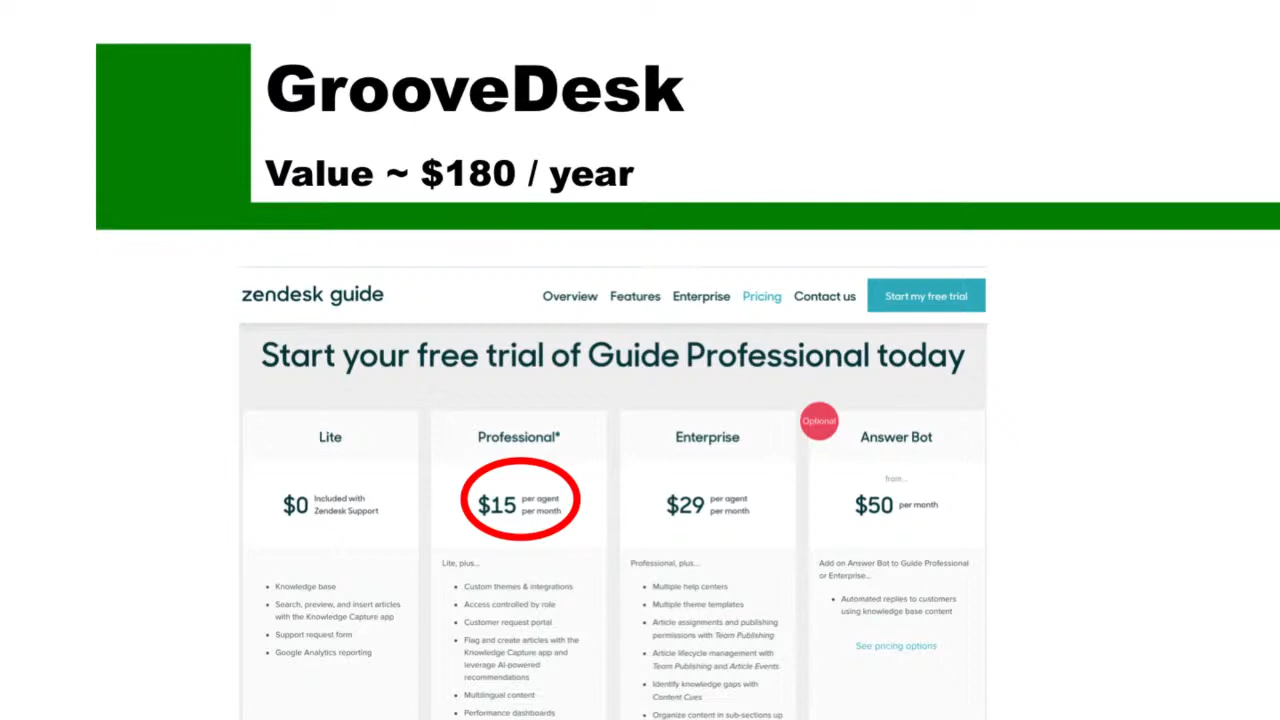 GrooveDesk
Value ~ $180 / year
zendesk guide
Overview Features Enterprise Pricing Contact us Start my free trial
Start your free trial of Guide Professional today
Lite
$0 Included with
Zendesk Support
• Knowledge base
• Search, preview, and insert articles
with the Knowledge Capture app
• Support request form
• Google Analytics reporting
Professional*
$15 per agent
per month
Lite, plus...
• Custom themes & integrations
• Access controlled by role
• Customer request portal
• Flag and create articles with the
Knowledge Capture app and
leverage AI-powered
recommendations
• Multilingual content
• Performance dashboards
Enterprise
$29 per agent
per month
Professional, plus...
• Multiple help centers
• Multiple theme templates
• Article assignments and publishing
permissions with Team Publishing
• Article lifecycle management with
Team Publishing and Article Events
• Identify knowledge gaps with
Content Cues
• Organize content in sub-sections up
Optional
Answer Bot
from...
$50 per month
Add on Answer Bot to Guide Professional
or Enterprise...
• Automated replies to customers
using knowledge base content
See pricing options